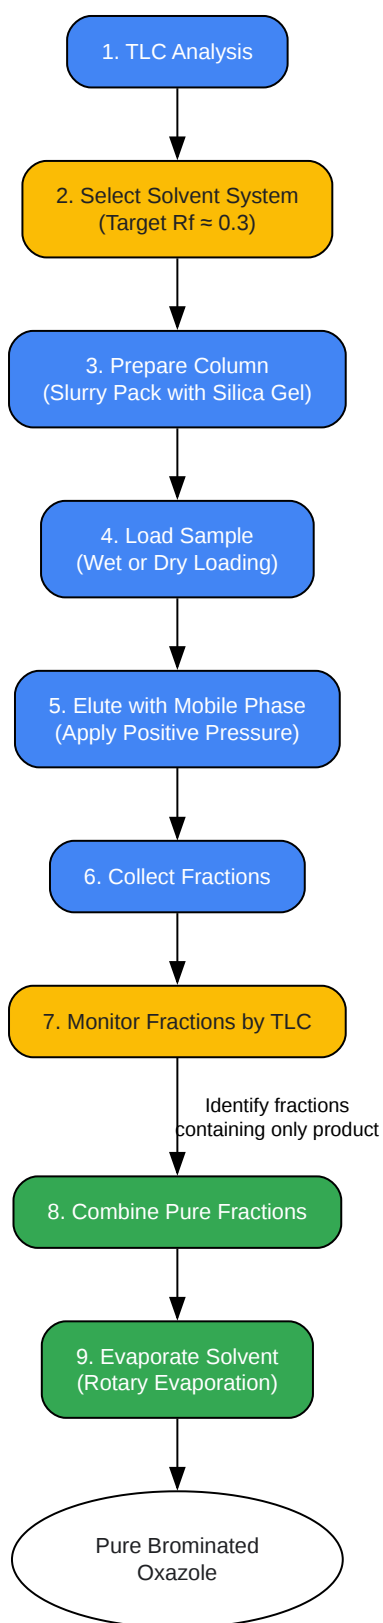 1. TLC Analysis
2. Select Solvent System
(Target Rf ≈ 0.3)
3. Prepare Column
(Slurry Pack with Silica Gel)
4. Load Sample
(Wet or Dry Loading)
5. Elute with Mobile Phase
(Apply Positive Pressure)
6. Collect Fractions
7. Monitor Fractions by TLC
Identify fractions
containing only product
8. Combine Pure Fractions
9. Evaporate Solvent
(Rotary Evaporation)
Pure Brominated
Oxazole